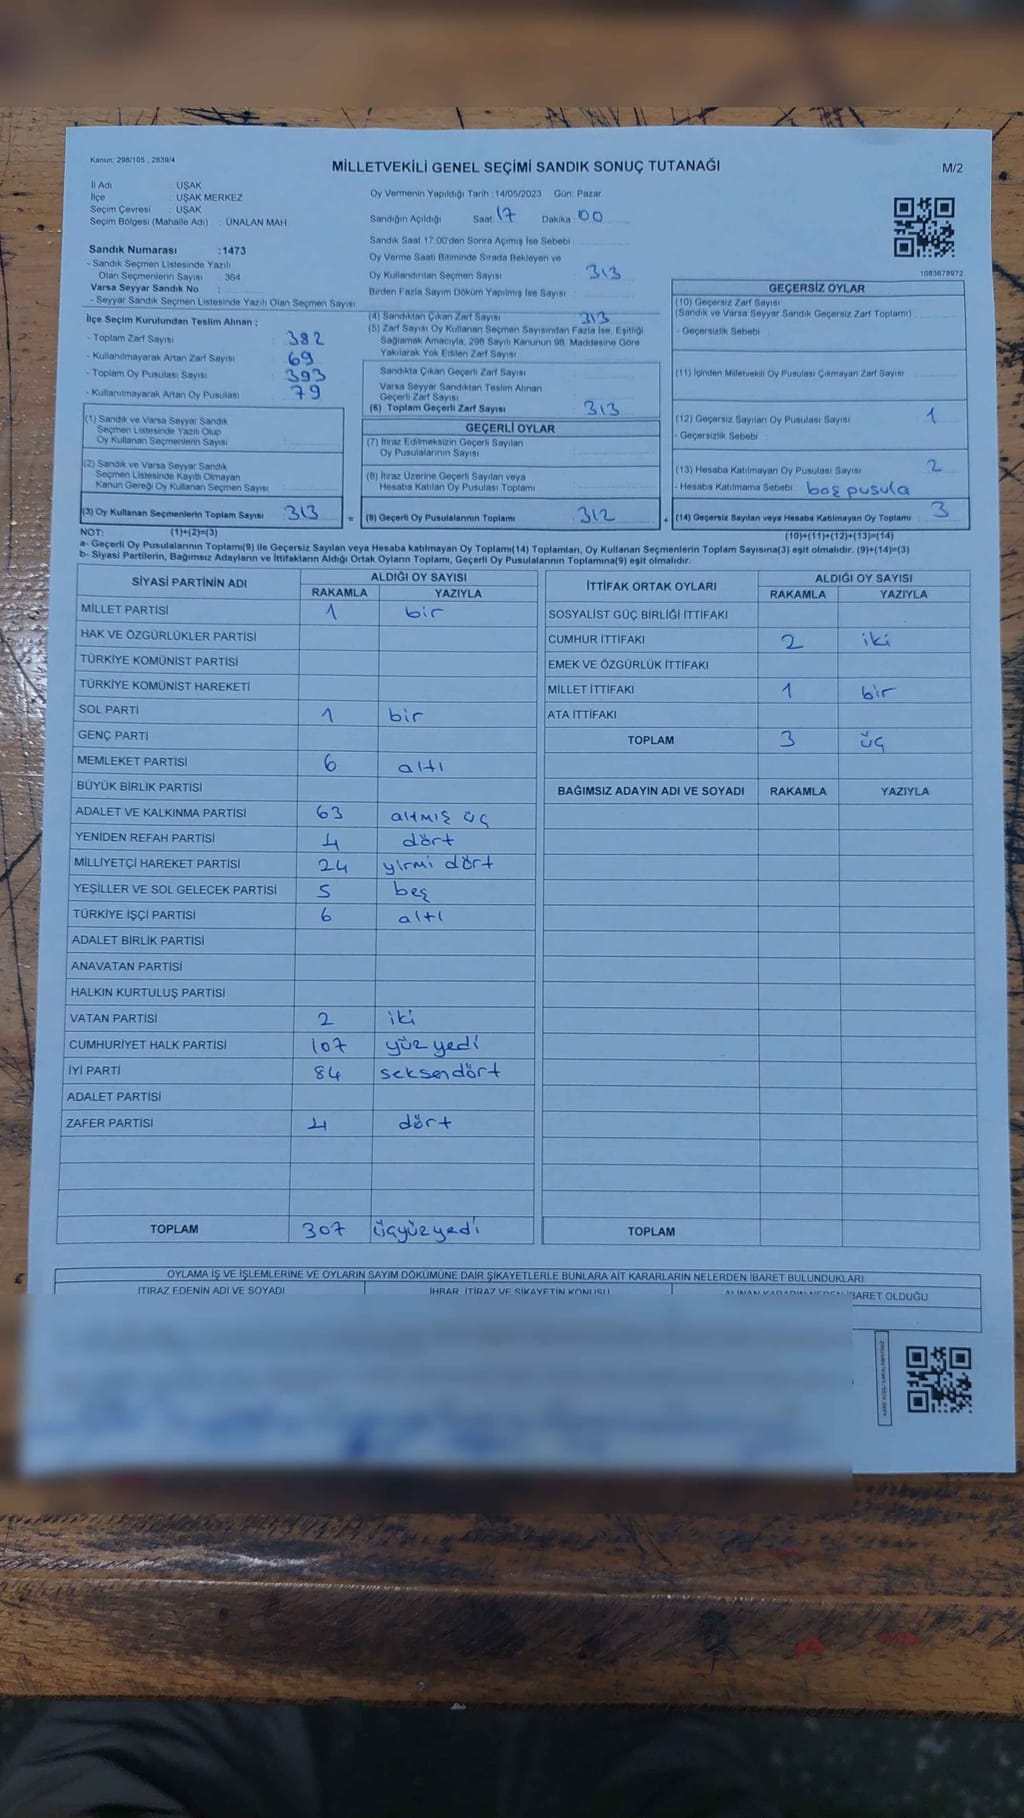 Kanun: 298/105 , 2839/4
MİLLETVEKİLİ GENEL SEÇİMİ SANDIK SONUÇ TUTANAĞI
M/2
İl Adı : UŞAK
İlçe : UŞAK MERKEZ
Seçim Çevresi : UŞAK
Seçim Bölgesi (Mahalle Adı) : ÜNALAN MAH
Oy Vermenin Yapıldığı Tarih : 14/05/2023 Gün: Pazar
Sandığın Açıldığı Saat: 17 Dakika : 00
Sandık Saat 17:00'den Sonra Açımış İse Sebebi :
Oy Verme Saati Bitiminde Sırada Bekleyen ve
Oy Kullandırılan Seçmen Sayısı : 313
Birden Fazla Sayım Döküm Yapılmış İse Sayısı :
Sandık Numarası :1473
- Sandık Seçmen Listesinde Yazılı
Olan Seçmenlerin Sayısı : 364
Varsa Seyyar Sandık No :
- Seyyar Sandık Seçmen Listesinde Yazılı Olan Seçmen Sayısı :
1083678972
İlçe Seçim Kurulundan Teslim Alınan ;
- Toplam Zarf Sayısı : 382
- Kullanılmayarak Artan Zarf Sayısı : 69
- Toplam Oy Pusulası Sayısı : 393
- Kullanılmayarak Artan Oy Pusulası : 79
(1) Sandık ve Varsa Seyyar Sandık
Seçmen Listesinde Yazılı Olup
Oy Kullanan Seçmenlerin Sayısı
(2) Sandık ve Varsa Seyyar Sandık
Seçmen Listesinde Kayıtlı Olmayan
Kanun Gereği Oy Kullanan Seçmen Sayısı
(3) Oy Kullanan Seçmenlerin Toplam Sayısı : 313 =
(4) Sandıktan Çıkan Zarf Sayısı : 313
(5) Zarf Sayısı Oy Kullanan Seçmen Sayısından Fazla İse, Eşitliği
Sağlamak Amacıyla, 298 Sayılı Kanunun 98. Maddesine Göre
Yakılarak Yok Edilen Zarf Sayısı :
Sandıkta Çıkan Geçerli Zarf Sayısı :
Varsa Seyyar Sandıktan Teslim Alınan
Geçerli Zarf Sayısı :
(6) Toplam Geçerli Zarf Sayısı : 313
GEÇERLİ OYLAR
(7) İtiraz Edilmeksizin Geçerli Sayılan
Oy Pusulalarının Sayısı :
(8) İtiraz Üzerine Geçerli Sayılan veya
Hesaba Katılan Oy Pusulası Toplamı :
(9) Geçerli Oy Pusulalarının Toplamı : 312 +
GEÇERSİZ OYLAR
(10) Geçersiz Zarf Sayısı
(Sandık ve Varsa Seyyar Sandık Geçersiz Zarf Toplamı) :
- Geçersizlik Sebebi :
(11) İçinden Milletvekili Oy Pusulası Çıkmayan Zarf Sayısı :
(12) Geçersiz Sayılan Oy Pusulası Sayısı : 1
- Geçersizlik Sebebi :
(13) Hesaba Katılmayan Oy Pusulası Sayısı : 2
- Hesaba Katılmama Sebebi : boş pusula
(14) Geçersiz Sayılan veya Hesaba Katılmayan Oy Toplamı : 3
NOT: (1)+(2)=(3)
(10)+(11)+(12)+(13)=(14)
a- Geçerli Oy Pusulalarının Toplamı(9) ile Geçersiz Sayılan veya Hesaba katılmayan Oy Toplamı(14) Toplamları, Oy Kullanan Seçmenlerin Toplam Sayısına(3) eşit olmalıdır. (9)+(14)=(3)
b- Siyasi Partilerin, Bağımsız Adayların ve İttifakların Aldığı Ortak Oyların Toplamı, Geçerli Oy Pusulalarının Toplamına(9) eşit olmalıdır.
SİYASİ PARTİNİN ADI ALDIĞI OY SAYISI
RAKAMLA YAZIYLA
MİLLET PARTİSİ 1 bir
HAK VE ÖZGÜRLÜKLER PARTİSİ
TÜRKİYE KOMÜNİST PARTİSİ
TÜRKİYE KOMÜNİST HAREKETİ
SOL PARTİ 1 bir
GENÇ PARTİ
MEMLEKET PARTİSİ 6 altı
BÜYÜK BİRLİK PARTİSİ
ADALET VE KALKINMA PARTİSİ 63 altmış üç
YENİDEN REFAH PARTİSİ 4 dört
MİLLİYETÇİ HAREKET PARTİSİ 24 yirmi dört
YEŞİLLER VE SOL GELECEK PARTİSİ 5 beş
TÜRKİYE İŞÇİ PARTİSİ 6 altı
ADALET BİRLİK PARTİSİ
ANAVATAN PARTİSİ
HALKIN KURTULUŞ PARTİSİ
VATAN PARTİSİ 2 iki
CUMHURİYET HALK PARTİSİ 107 yüz yedi
İYİ PARTİ 84 seksendört
ADALET PARTİSİ
ZAFER PARTİSİ 4 dört
TOPLAM 307 üçyüzyedi
İTTİFAK ORTAK OYLARI ALDIĞI OY SAYISI
RAKAMLA YAZIYLA
SOSYALİST GÜÇ BİRLİĞİ İTTİFAKI
CUMHUR İTTİFAKI 2 iki
EMEK VE ÖZGÜRLÜK İTTİFAKI
MİLLET İTTİFAKI 1 bir
ATA İTTİFAKI
TOPLAM 3 üç
BAĞIMSIZ ADAYIN ADI VE SOYADI RAKAMLA YAZIYLA
TOPLAM
OYLAMA İŞ VE İŞLEMLERİNE VE OYLARIN SAYIM DÖKÜMÜNE DAİR ŞİKAYETLERLE BUNLARA AİT KARARLARIN NELERDEN İBARET BULUNDUKLARI
İTİRAZ EDENİN ADI VE SOYADI İHBAR, İTİRAZ VE ŞİKAYETİN KONUSU ALINAN KARARIN NEDEN İBARET OLDUĞU